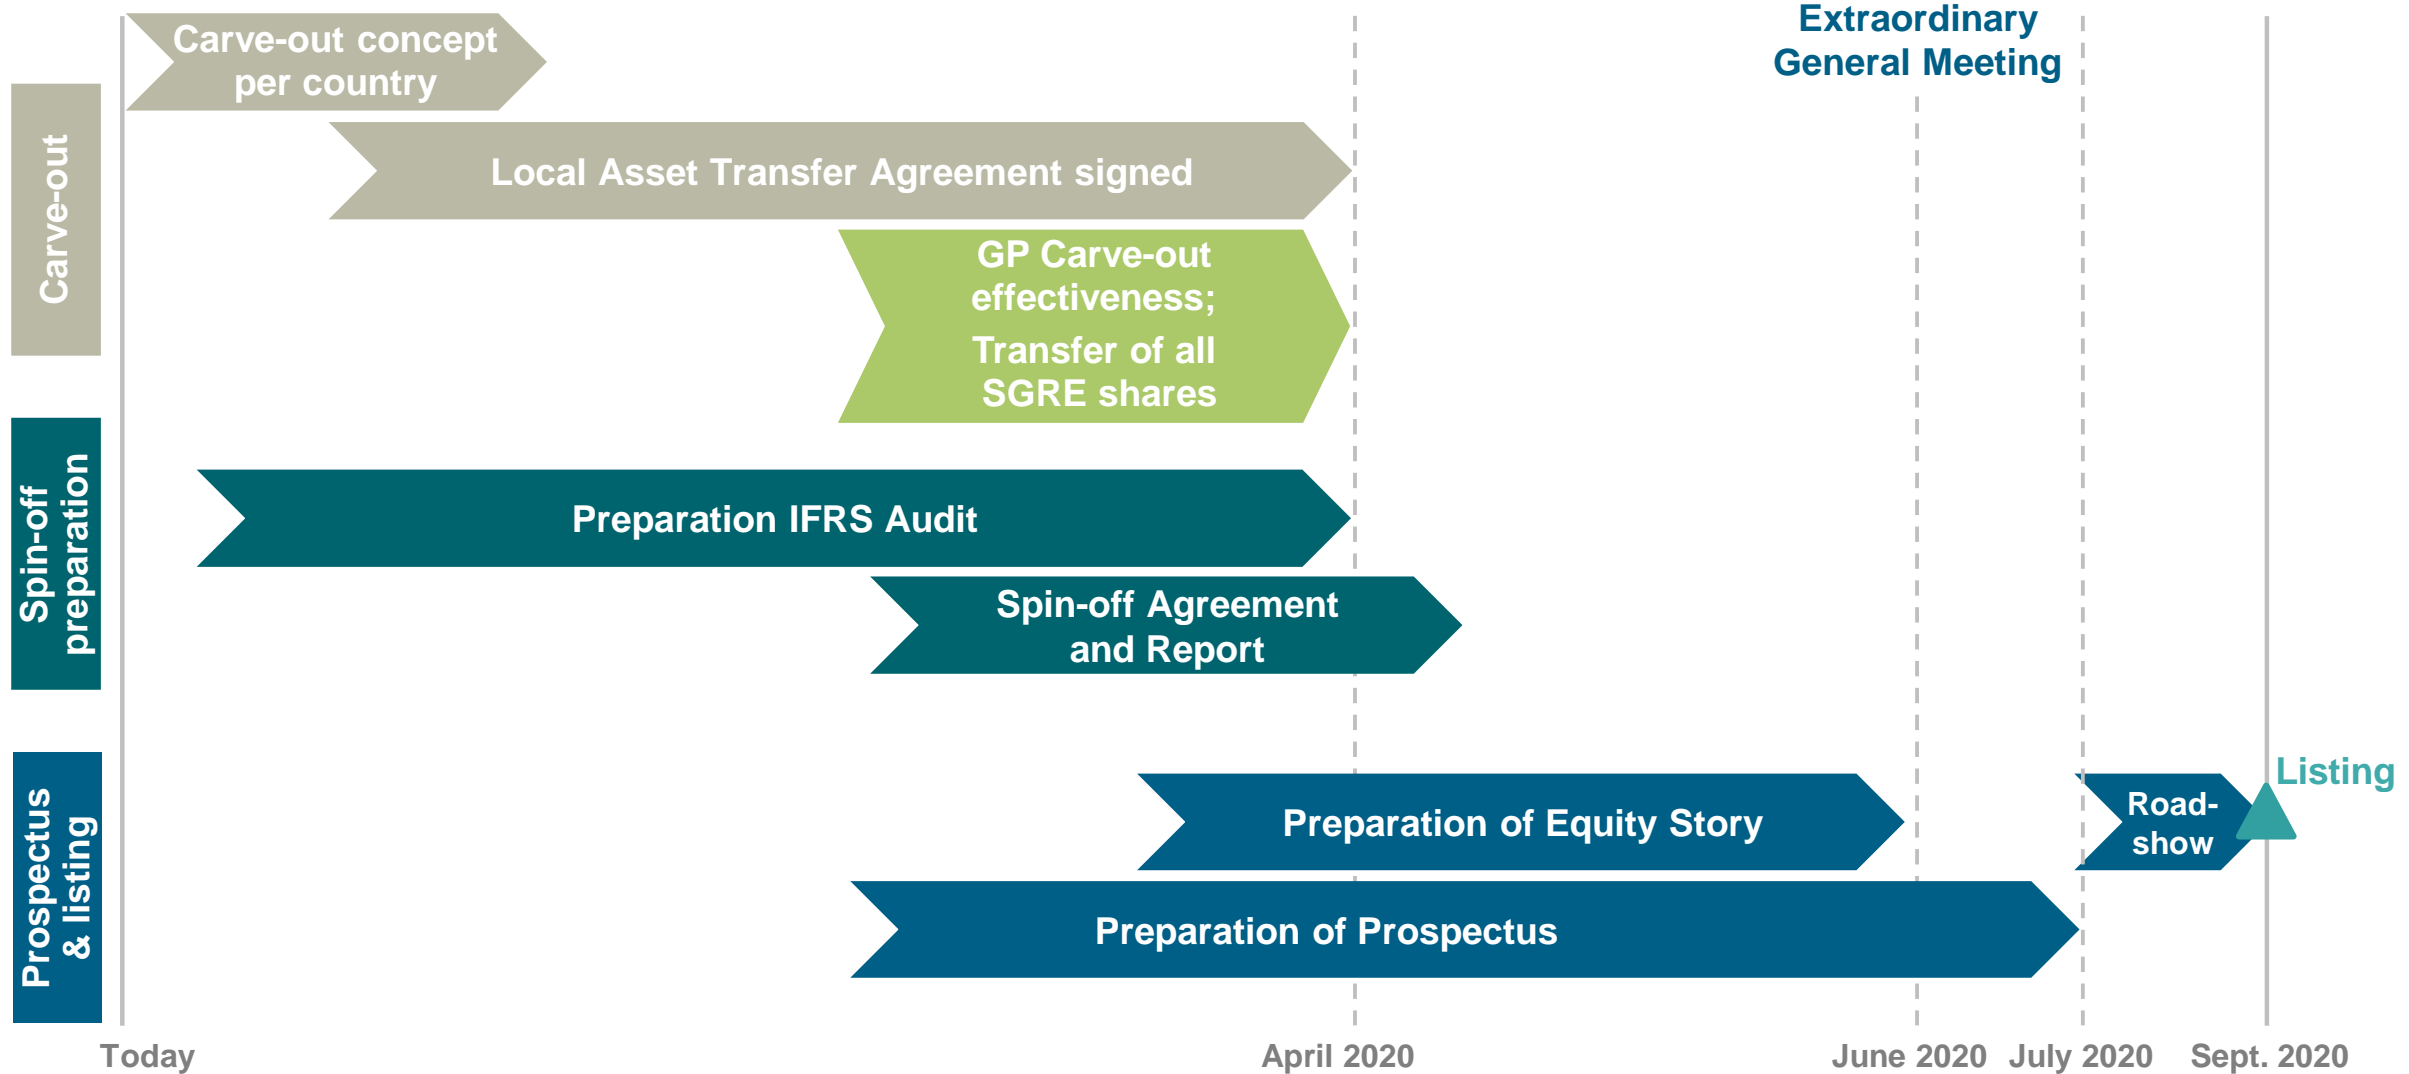 Extraordinary
General Meeting
Carve-out
Carve-out concept
per country
Local Asset Transfer Agreement signed
GP Carve-out
effectiveness;
Transfer of all
SGRE shares
Spin-off
preparation
Preparation IFRS Audit
Spin-off Agreement
and Report
Prospectus
& listing
Preparation of Equity Story
Road-
show
Listing
Preparation of Prospectus
Today
April 2020
June 2020
July 2020
Sept. 2020